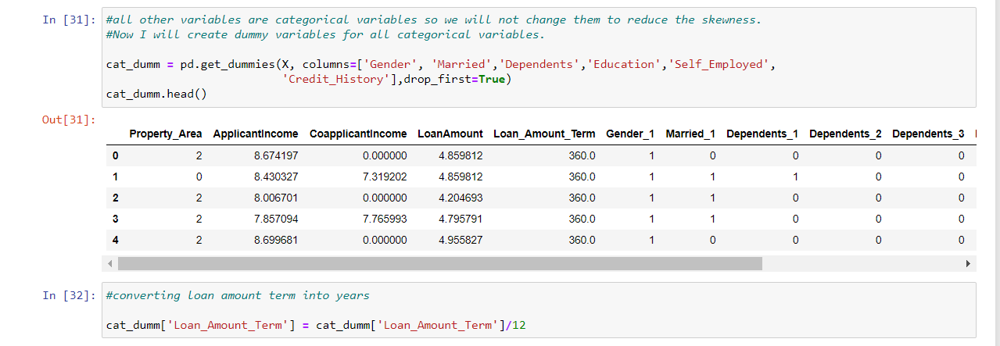 In [31]: #all other variables are categorical variables so we will not change them to reduce the skewness.
#Now I will create dummy variables for all categorical variables.
cat_dumm = pd.get_dummies(X, columns=['Gender', 'Married','Dependents','Education','Self_Employed',
'Credit_History'],drop_first=True)
cat_dumm.head()
Out[31]:
Property_Area ApplicantIncome CoapplicantIncome LoanAmount Loan_Amount_Term Gender_1 Married_1 Dependents_1 Dependents_2 Dependents_3
0 2 8.674197 0.000000 4.859812 360.0 1 0 0 0 0
1 0 8.430327 7.319202 4.859812 360.0 1 1 1 0 0
2 2 8.006701 0.000000 4.204693 360.0 1 1 0 0 0
3 2 7.857094 7.765993 4.795791 360.0 1 1 0 0 0
4 2 8.699681 0.000000 4.955827 360.0 1 0 0 0 0
In [32]: #converting loan amount term into years
cat_dumm['Loan_Amount_Term'] = cat_dumm['Loan_Amount_Term']/12